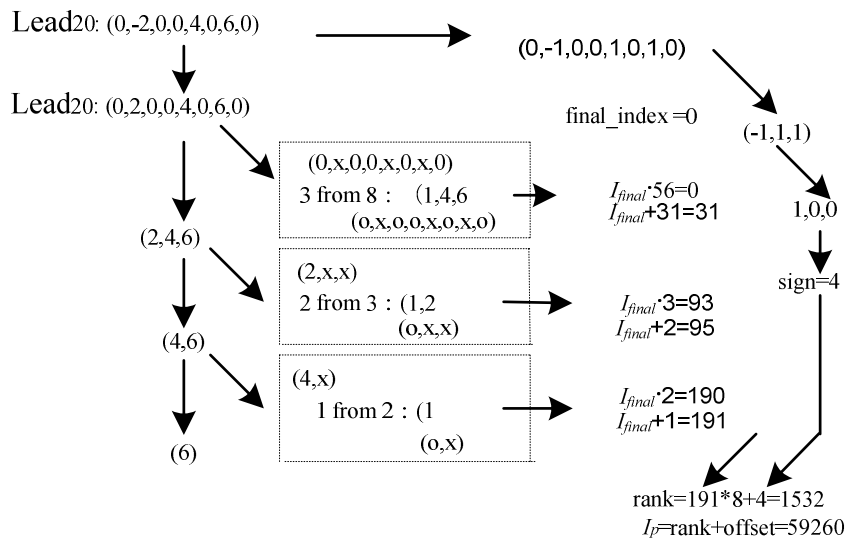 Lead20: (0,-2,0,0,4,0,6,0)
(0,-1,0,0,1,0,1,0)
Lead20: (0,2,0,0,4,0,6,0)
final_index =0
(-1,1,1)
(0,x,0,0,x,0,x,0)
3 from 8 : (1,4,6
(o,x,o,o,x,o,x,o)
Ifinal·56=0
Ifinal+31=31
1,0,0
(2,4,6)
(2,x,x)
2 from 3 : (1,2
(o,x,x)
Ifinal·3=93
Ifinal+2=95
sign=4
(4,6)
(4,x)
1 from 2 : (1
(o,x)
Ifinal·2=190
Ifinal+1=191
(6)
rank=191*8+4=1532
Ip=rank+offset=59260